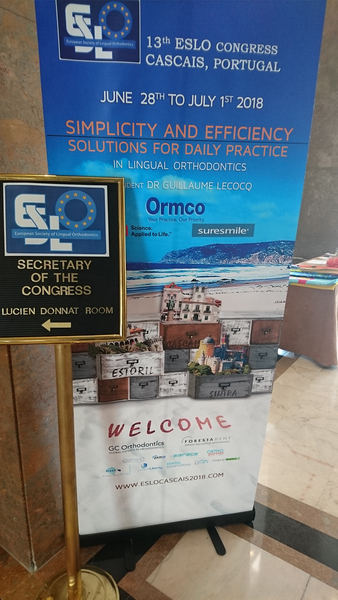 European Society of Lingual Orthodontics
13th ESLO CONGRESS
CASCAIS, PORTUGAL
JUNE 28TH TO JULY 1ST 2018
SIMPLICITY AND EFFICIENCY
SOLUTIONS FOR DAILY PRACTICE
IN LINGUAL ORTHODONTICS
DENT DR GUILLAUME LECOCQ
Ormco
Your Practice. Our Priority.
Science.
Applied to Life.™
suresmile®
European Society of Lingual Orthodontics
SECRETARY
OF THE
CONGRESS
LUCIEN DONNAT ROOM
CASCAIS
ESTORIL
SINTRA
WELCOME
GC Orthodontics
FORESTADENT
WWW.ESLOCASCAIS2018.COM